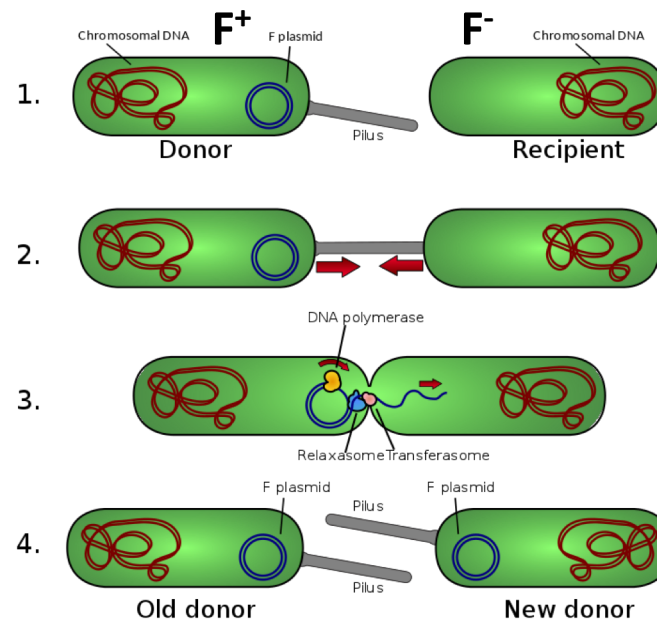 F+ F-
Chromosomal DNA F plasmid Chromosomal DNA
1.
Pilus
Donor Recipient
2.
DNA polymerase
3.
Relaxasome Transferasome
F plasmid Pilus F plasmid
4.
Pilus
Old donor New donor